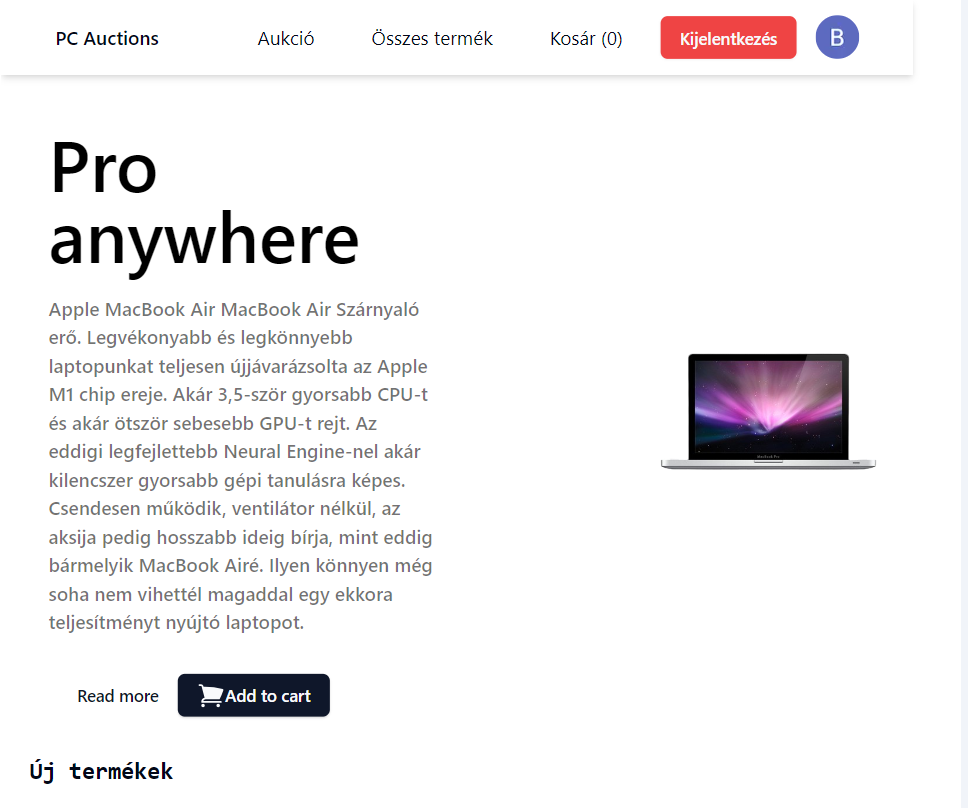 PC Auctions Aukció Összes termék Kosár (0) Kijelentkezés B
Pro
anywhere
Apple MacBook Air MacBook Air Szárnyaló
erő. Legvékonyabb és legkönnyebb
laptopunkat teljesen újjávarázsolta az Apple
M1 chip ereje. Akár 3,5-ször gyorsabb CPU-t
és akár ötször sebesebb GPU-t rejt. Az
eddigi legfejlettebb Neural Engine-nel akár
kilencszer gyorsabb gépi tanulásra képes.
Csendesen működik, ventilátor nélkül, az
aksija pedig hosszabb ideig bírja, mint eddig
bármelyik MacBook Airé. Ilyen könnyen még
soha nem vihettél magaddal egy ekkora
teljesítményt nyújtó laptopot.
MacBook Pro
Read more Add to cart
Új termékek